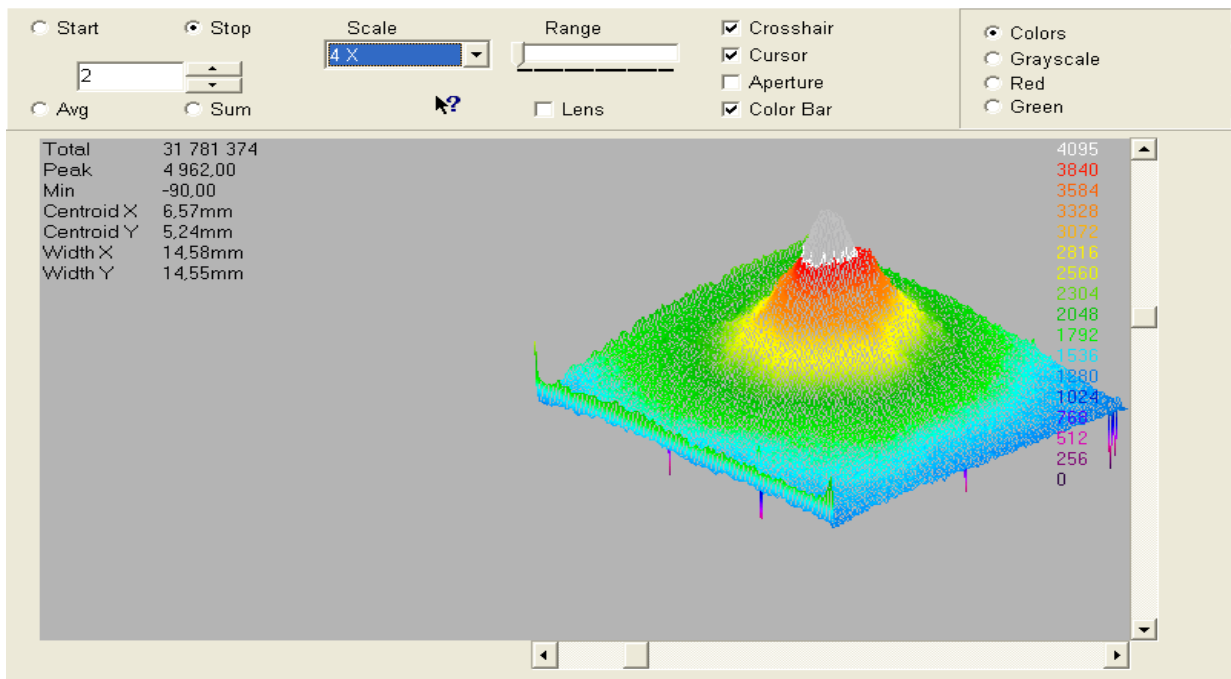 Start Stop Scale Range Crosshair Colors
4 X Cursor Grayscale
2 Aperture Red
Avg Sum ? Lens Color Bar Green
Total 31 781 374
Peak 4 962,00
Min -90,00
Centroid X 6,57mm
Centroid Y 5,24mm
Width X 14,58mm
Width Y 14,55mm
4095
3840
3584
3328
3072
2816
2560
2304
2048
1792
1536
1280
1024
768
512
256
0